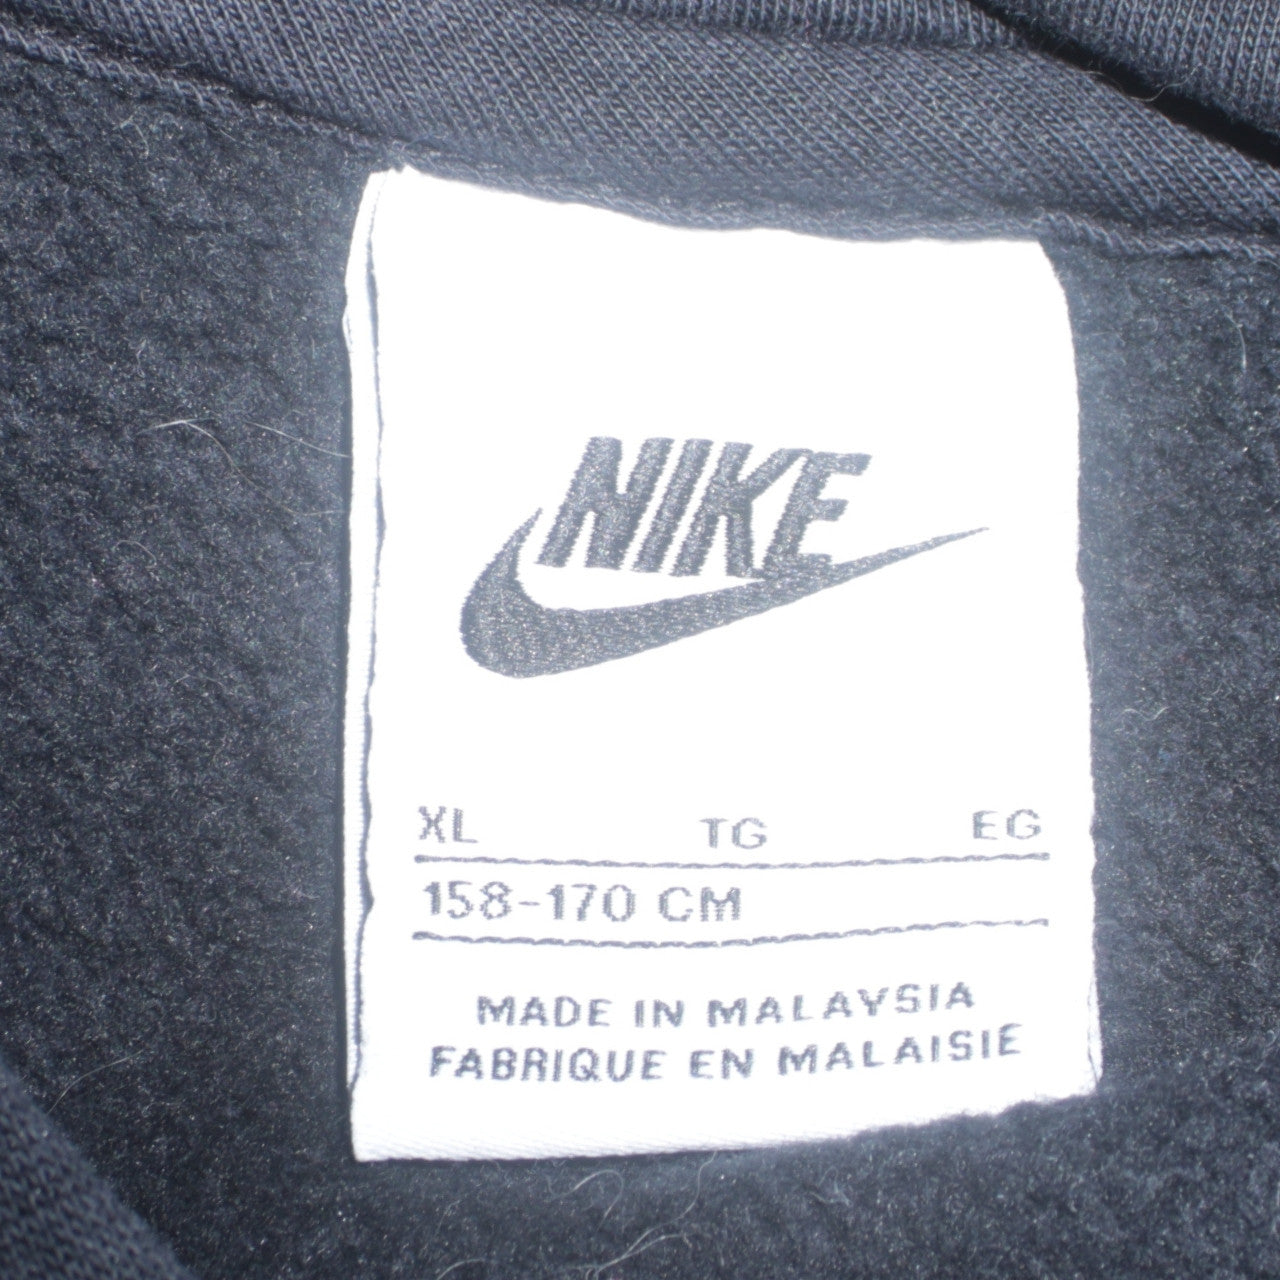 NIKE
XL TG EG
158-170 CM
MADE IN MALAYSIA
FABRIQUE EN MALAISIE